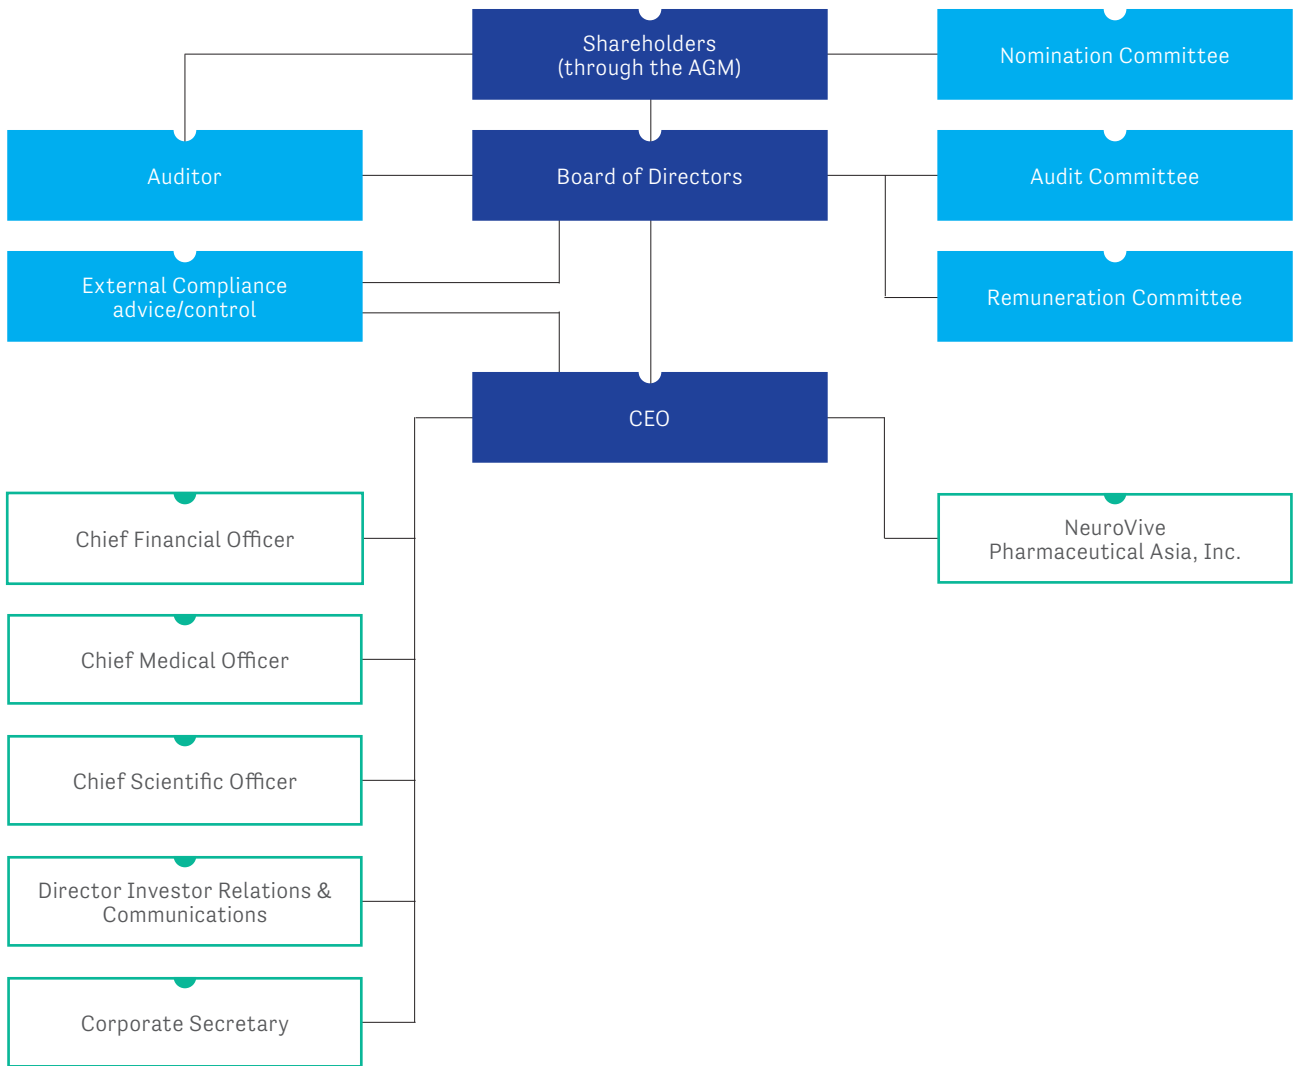 Shareholders
(through the AGM)
Nomination Committee
Auditor
Board of Directors
Audit Committee
External Compliance
advice/control
Remuneration Committee
CEO
Chief Financial Officer
NeuroVive
Pharmaceutical Asia, Inc.
Chief Medical Officer
Chief Scientific Officer
Director Investor Relations &
Communications
Corporate Secretary